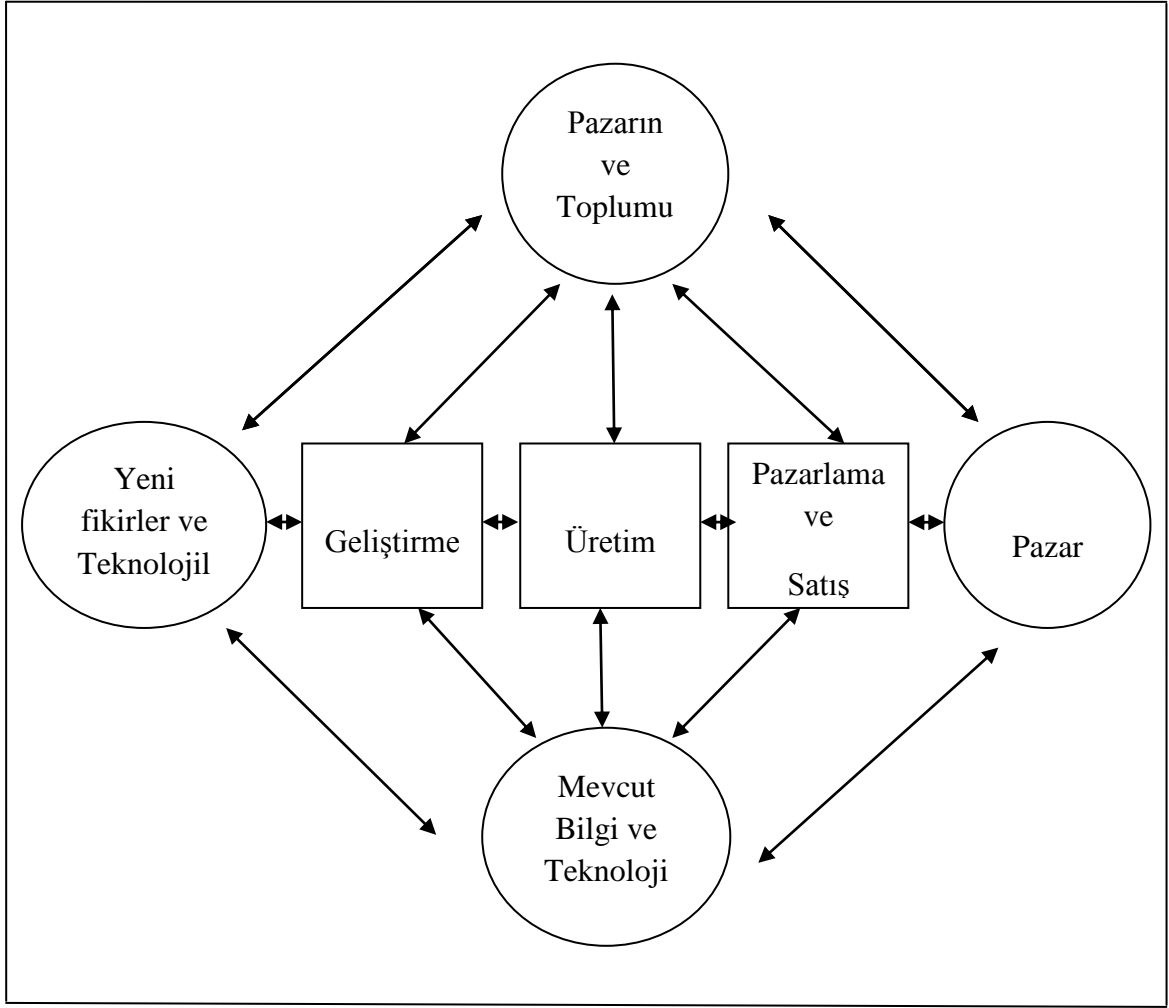 Pazarın
ve
Toplumu
Yeni
fikirler ve
Teknolojil
Geliştirme
Üretim
Pazarlama
ve
Satış
Pazar
Mevcut
Bilgi ve
Teknoloji